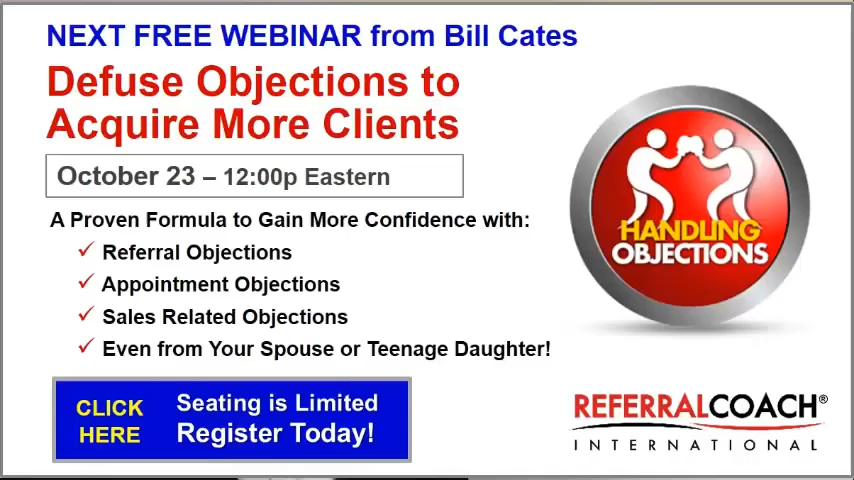 NEXT FREE WEBINAR from Bill Cates
Defuse Objections to
Acquire More Clients
October 23 – 12:00p Eastern
A Proven Formula to Gain More Confidence with:
✓ Referral Objections
✓ Appointment Objections
✓ Sales Related Objections
✓ Even from Your Spouse or Teenage Daughter!
CLICK HERE
Seating is Limited
Register Today!
HANDLING
OBJECTIONS
REFERRALCOACH®
INTERNATIONAL